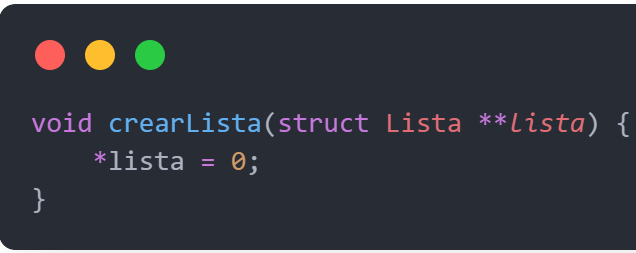 void crearLista(struct Lista **lista) {
    *lista = 0;
}